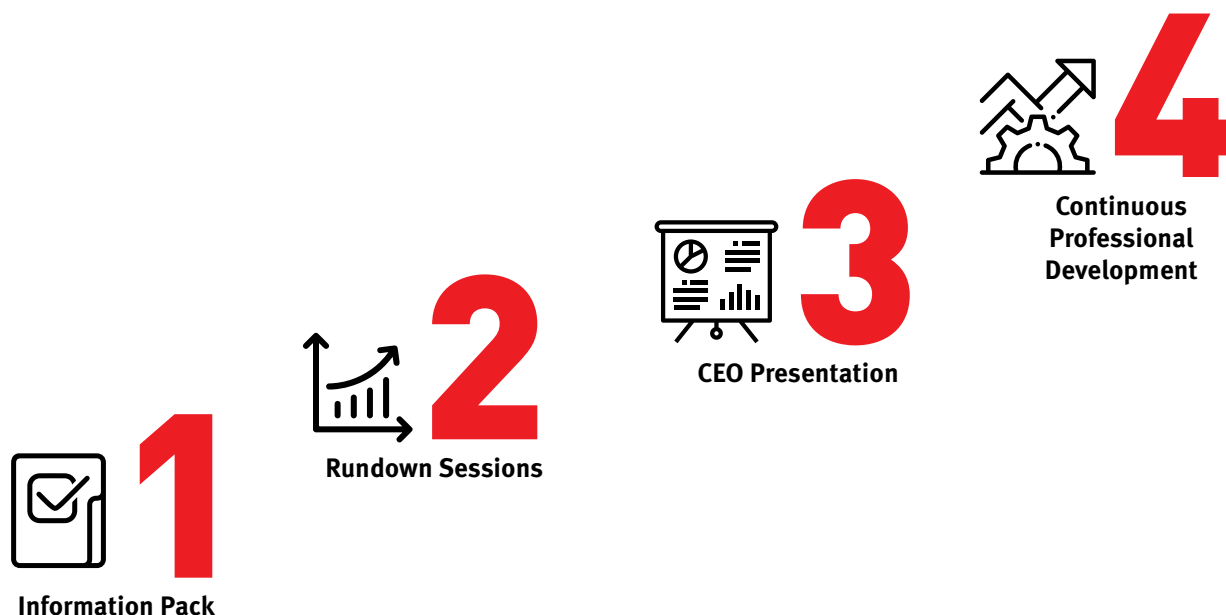 1
Information Pack
2
Rundown Sessions
3
CEO Presentation
4
Continuous
Professional
Development